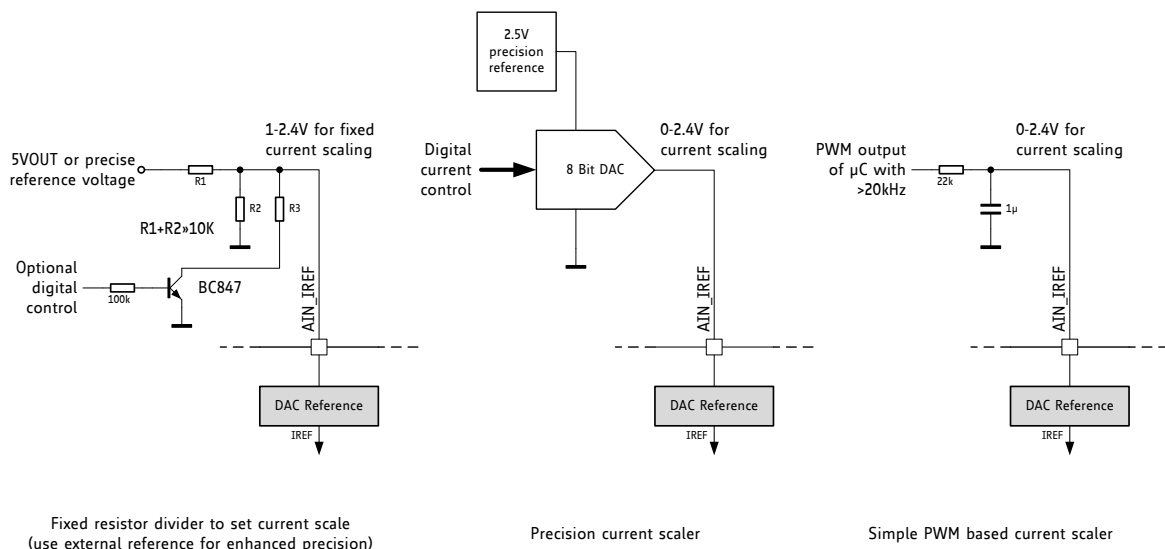 2.5V
precision
reference
1-2.4V for fixed
current scaling
5VOUT or precise
reference voltage
R1
R2
R3
R1+R2»10K
Optional
digital
control
100k
BC847
AIN_IREF
DAC Reference
IREF
Digital
current
control
8 Bit DAC
0-2.4V for
current scaling
AIN_IREF
DAC Reference
IREF
PWM output
of µC with
>20kHz
22k
1µ
0-2.4V for
current scaling
AIN_IREF
DAC Reference
IREF
Fixed resistor divider to set current scale
(use external reference for enhanced precision)
Precision current scaler
Simple PWM based current scaler